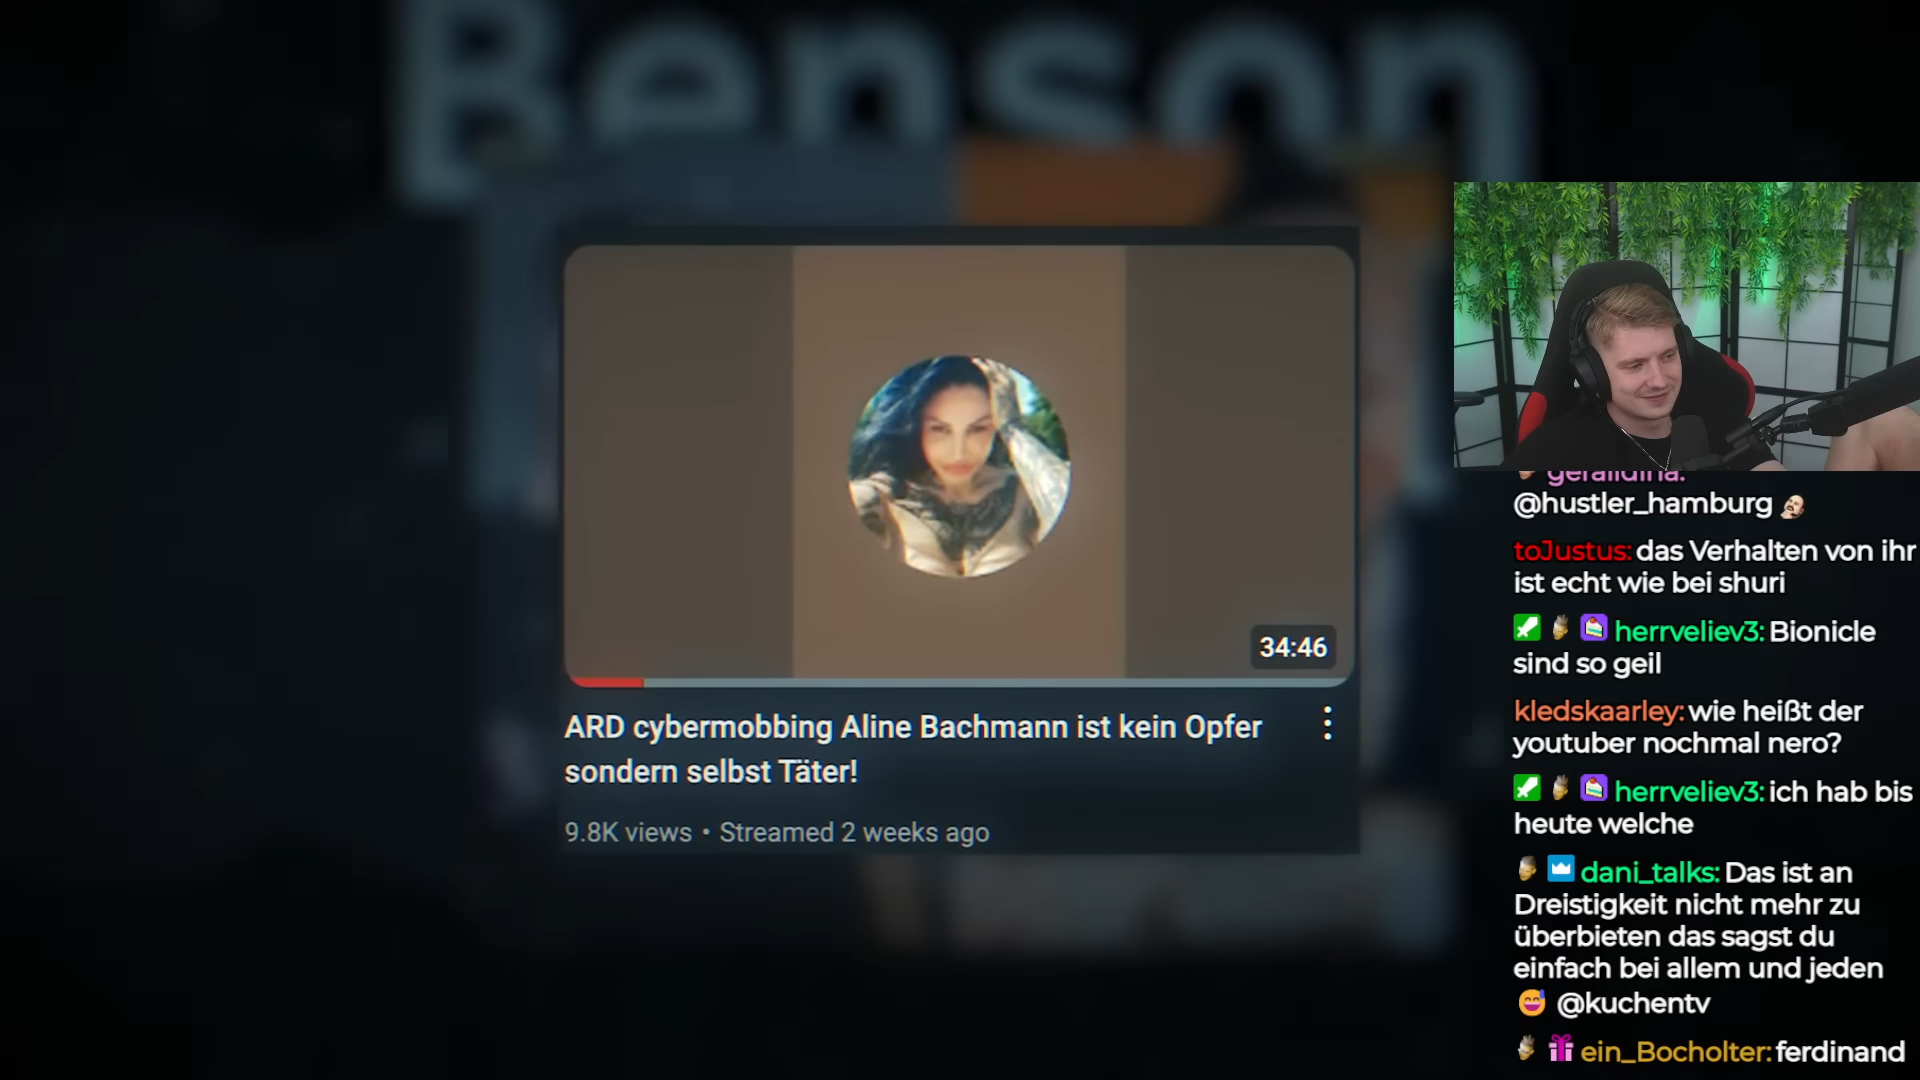 Benson
34:46
ARD cybermobbing Aline Bachmann ist kein Opfer
sondern selbst Täter!
9.8K views • Streamed 2 weeks ago
geraldina:
@hustler_hamburg
toJustus: das Verhalten von ihr
ist echt wie bei shuri
herrveliev3: Bionicle
sind so geil
kledskaarley: wie heißt der
youtuber nochmal nero?
herrveliev3: ich hab bis
heute welche
dani_talks: Das ist an
Dreistigkeit nicht mehr zu
überbieten das sagst du
einfach bei allem und jeden
@kuchentv
ein_Bocholter: ferdinand